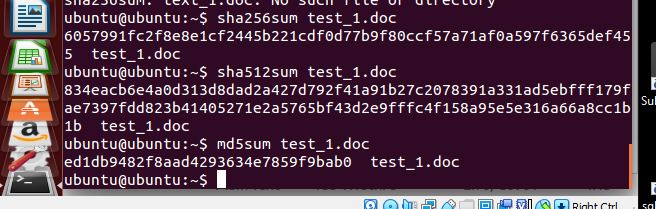 sha256sum: text_1.doc: No such file or directory
ubuntu@ubuntu:~$ sha256sum test_1.doc
6057991fc2f8e8e1cf2445b221cdf0d77b9f80ccf57a71af0a597f6365def45
5  test_1.doc
ubuntu@ubuntu:~$ sha512sum test_1.doc
834eacb6e4a0d313d8dad2a427d792f41a91b27c2078391a331ad5ebfff179f
ae7397fdd823b41405271e2a5765bf43d2e9fffc4f158a95e5e316a66a8cc1b
1b  test_1.doc
ubuntu@ubuntu:~$ md5sum test_1.doc
ed1db9482f8aad4293634e7859f9bab0  test_1.doc
ubuntu@ubuntu:~$
Right Ctrl